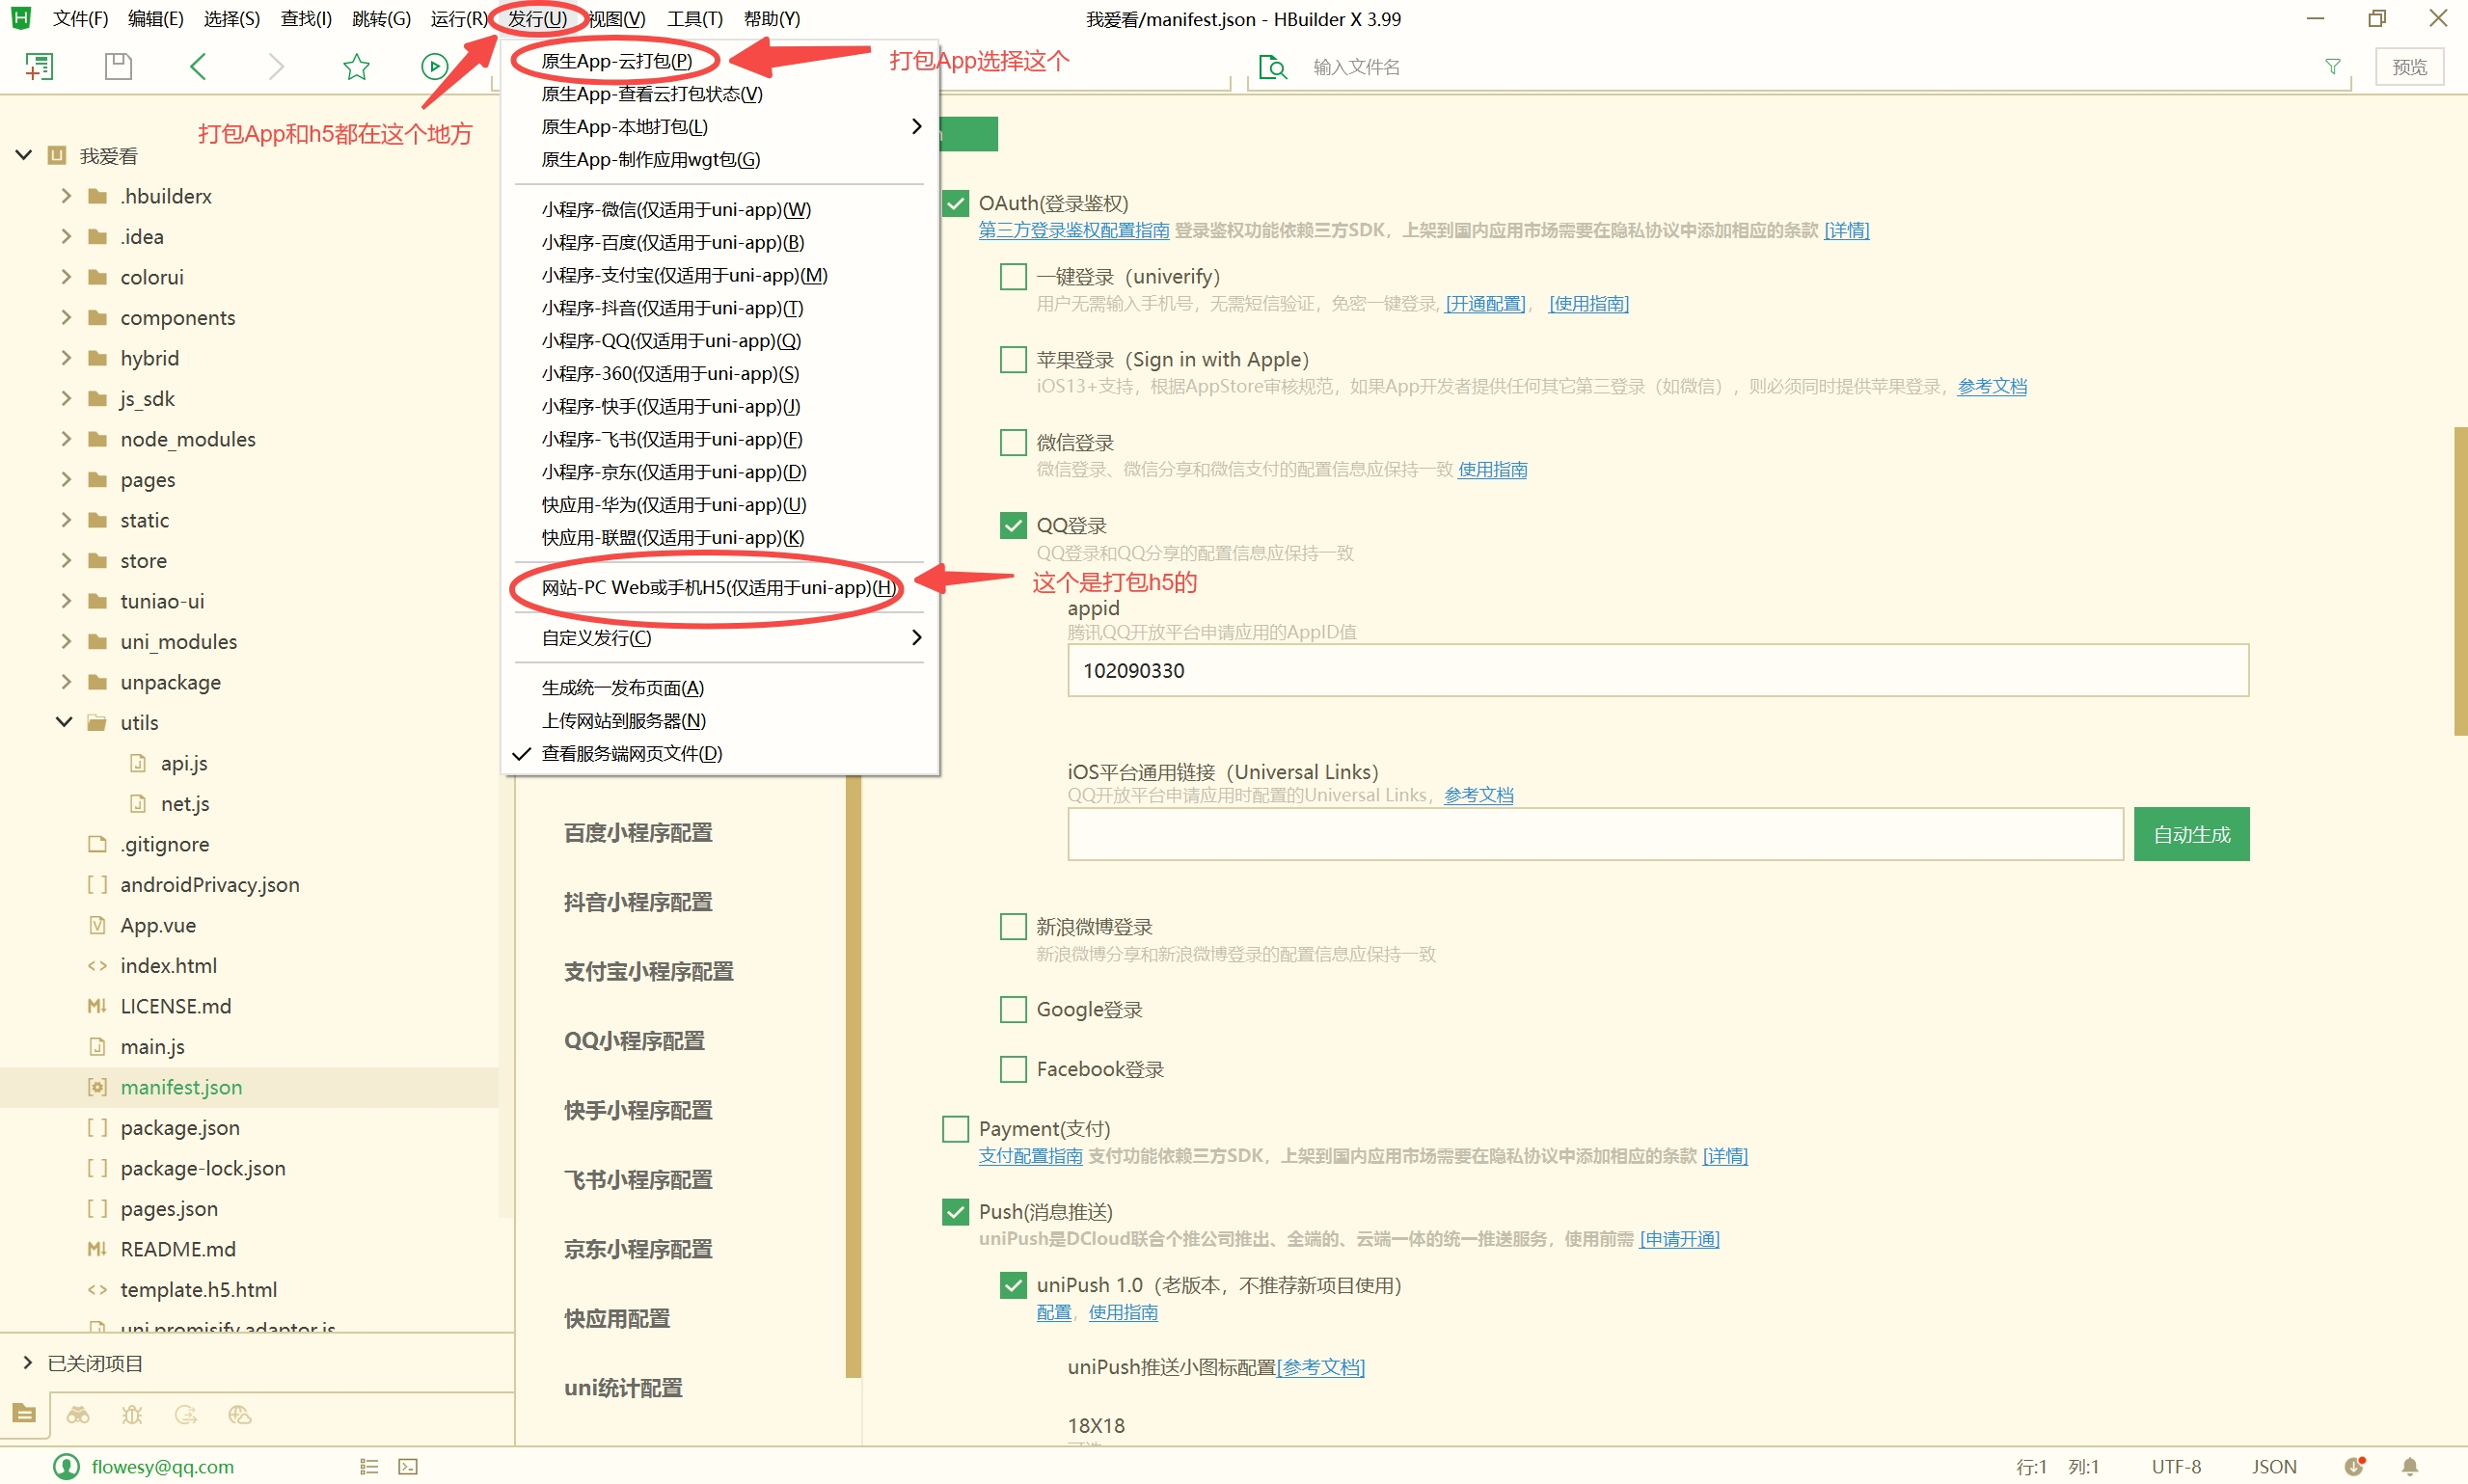 文件(F) 编辑(E) 选择(S) 查找(I) 跳转(G) 运行(R) 发行(U) 视图(V) 工具(T) 帮助(Y)
我爱看/manifest.json - HBuilder X 3.99
输入文件名
预览
打包App和h5都在这个地方
打包App选择这个
这个是打包h5的
我爱看
.hbuilderx
.idea
colorui
components
hybrid
js_sdk
node_modules
pages
static
store
tuniao-ui
uni_modules
unpackage
utils
api.js
net.js
.gitignore
androidPrivacy.json
App.vue
index.html
LICENSE.md
main.js
manifest.json
package.json
package-lock.json
pages.json
README.md
template.h5.html
uni.promisify.adaptor.js
已关闭项目
原生App-云打包(P)
原生App-查看云打包状态(V)
原生App-本地打包(L)
原生App-制作应用wgt包(G)
小程序-微信(仅适用于uni-app)(W)
小程序-百度(仅适用于uni-app)(B)
小程序-支付宝(仅适用于uni-app)(M)
小程序-抖音(仅适用于uni-app)(T)
小程序-QQ(仅适用于uni-app)(Q)
小程序-360(仅适用于uni-app)(S)
小程序-快手(仅适用于uni-app)(J)
小程序-飞书(仅适用于uni-app)(F)
小程序-京东(仅适用于uni-app)(D)
快应用-华为(仅适用于uni-app)(U)
快应用-联盟(仅适用于uni-app)(K)
网站-PC Web或手机H5(仅适用于uni-app)(H)
自定义发行(C)
生成统一发布页面(A)
上传网站到服务器(N)
查看服务端网页文件(D)
百度小程序配置
抖音小程序配置
支付宝小程序配置
QQ小程序配置
快手小程序配置
飞书小程序配置
京东小程序配置
快应用配置
uni统计配置
OAuth(登录鉴权)
第三方登录鉴权配置指南 登录鉴权功能依赖三方SDK，上架到国内应用市场需要在隐私协议中添加相应的条款 [详情]
一键登录（univerify）
用户无需输入手机号，无需短信验证，免密一键登录, [开通配置]， [使用指南]
苹果登录（Sign in with Apple）
iOS13+支持，根据AppStore审核规范，如果App开发者提供任何其它第三登录（如微信），则必须同时提供苹果登录，参考文档
微信登录
微信登录、微信分享和微信支付的配置信息应保持一致 使用指南
QQ登录
QQ登录和QQ分享的配置信息应保持一致
appid
腾讯QQ开放平台申请应用的AppID值
102090330
iOS平台通用链接（Universal Links）
QQ开放平台申请应用时配置的Universal Links，参考文档
自动生成
新浪微博登录
新浪微博分享和新浪微博登录的配置信息应保持一致
Google登录
Facebook登录
Payment(支付)
支付配置指南 支付功能依赖三方SDK，上架到国内应用市场需要在隐私协议中添加相应的条款 [详情]
Push(消息推送)
uniPush是DCloud联合个推公司推出、全端的、云端一体的统一推送服务，使用前需 [申请开通]
uniPush 1.0（老版本，不推荐新项目使用）
配置，使用指南
uniPush推送小图标配置[参考文档]
18X18
flowesy@qq.com
行:1 列:1 UTF-8 JSON